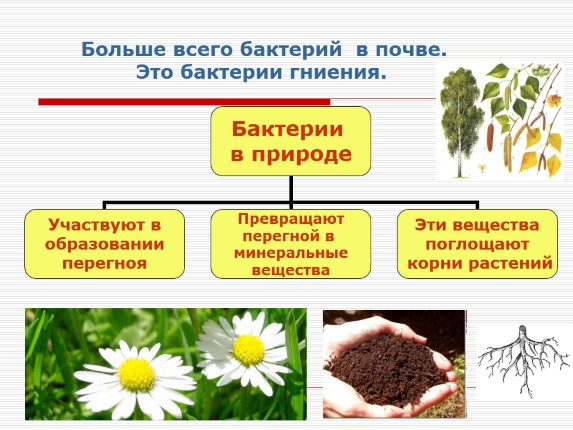 Больше всего бактерий в почве.
Это бактерии гниения.
Бактерии
в природе
Участвуют в
образовании
перегноя
Превращают
перегной в
минеральные
вещества
Эти вещества
поглощают
корни растений